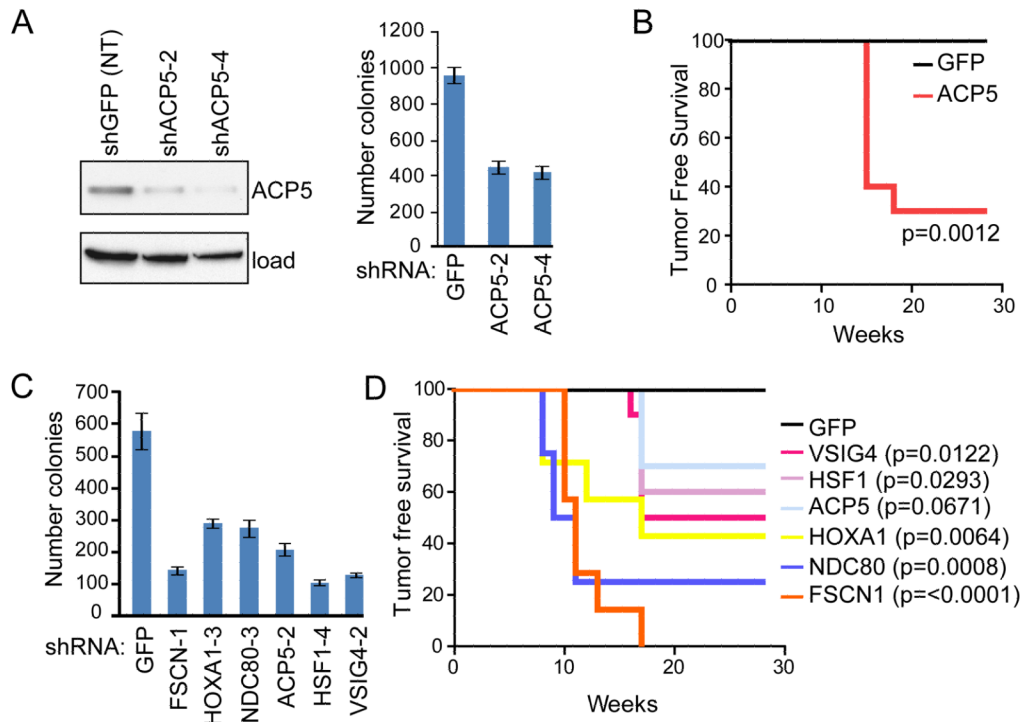 A
shGFP (NT)
shACP5-2
shACP5-4
ACP5
load
Number colonies
1200
1000
800
600
400
200
0
shRNA:
GFP
ACP5-2
ACP5-4
B
Tumor Free Survival
100
80
60
40
20
0
GFP
ACP5
p=0.0012
0
10
20
30
Weeks
C
Number colonies
700
600
500
400
300
200
100
0
shRNA:
GFP
FSCN-1
HOXA1-3
NDC80-3
ACP5-2
HSF1-4
VSIG4-2
D
Tumor free survival
100
80
60
40
20
0
0
10
20
30
Weeks
GFP
VSIG4 (p=0.0122)
HSF1 (p=0.0293)
ACP5 (p=0.0671)
HOXA1 (p=0.0064)
NDC80 (p=0.0008)
FSCN1 (p=<0.0001)